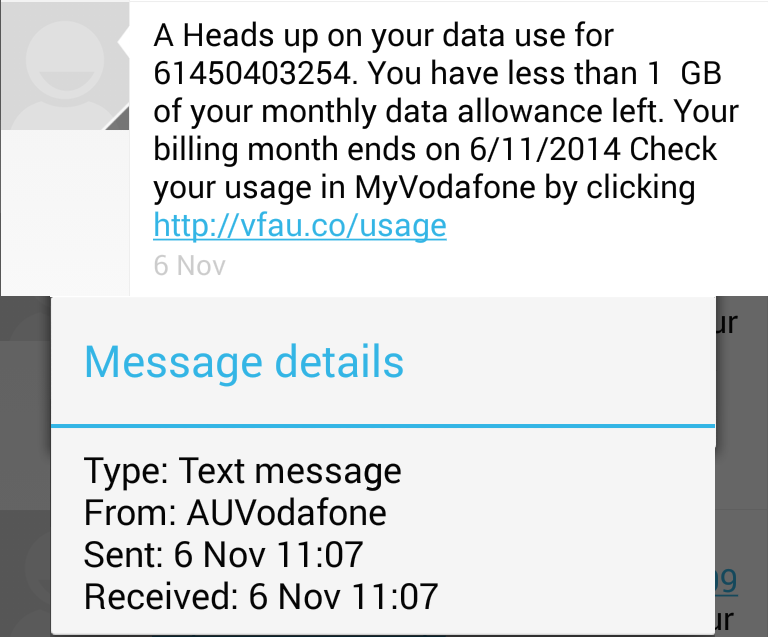 A Heads up on your data use for
61450403254. You have less than 1  GB
of your monthly data allowance left. Your
billing month ends on 6/11/2014 Check
your usage in MyVodafone by clicking
http://vfau.co/usage
6 Nov
ur
Message details
Type: Text message
From: AUVodafone
Sent: 6 Nov 11:07
Received: 6 Nov 11:07
99
ur